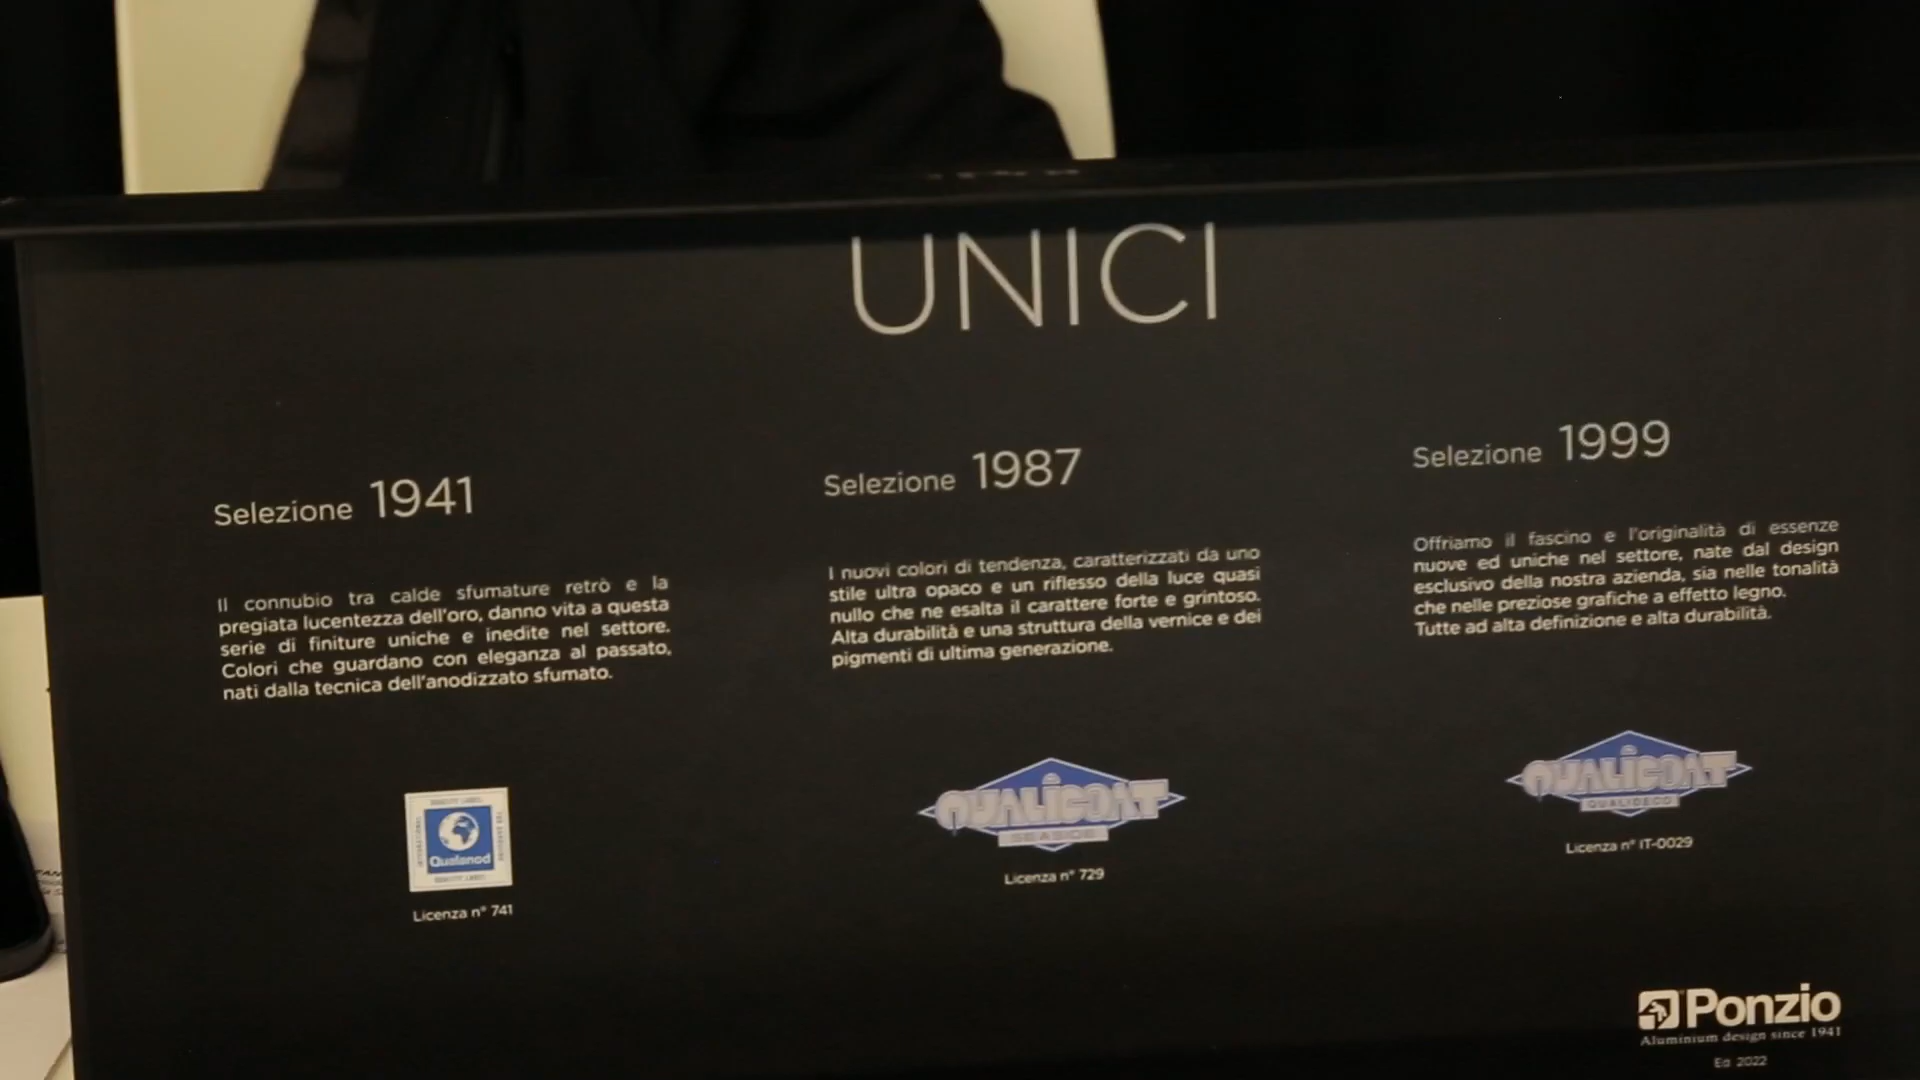 UNICI
Selezione 1941
Il connubio tra calde sfumature retrò e la
pregiata lucentezza dell'oro, danno vita a questa
serie di finiture uniche e inedite nel settore.
Colori che guardano con eleganza al passato,
nati dalla tecnica dell'anodizzato sfumato.
QUALITY LABEL
Qualanod
QUALITY LABEL
Licenza n° 741
Selezione 1987
I nuovi colori di tendenza, caratterizzati da uno
stile ultra opaco e un riflesso della luce quasi
nullo che ne esalta il carattere forte e grintoso.
Alta durabilità e una struttura della vernice e dei
pigmenti di ultima generazione.
QUALICOAT
SEASIDE
Licenza n° 729
Selezione 1999
Offriamo il fascino e l'originalità di essenze
nuove ed uniche nel settore, nate dal design
esclusivo della nostra azienda, sia nelle tonalità
che nelle preziose grafiche a effetto legno.
Tutte ad alta definizione e alta durabilità.
QUALICOAT
QUALIDECO
Licenza n° IT-0029
Ponzio
Aluminium design since 1941
Ed. 2022